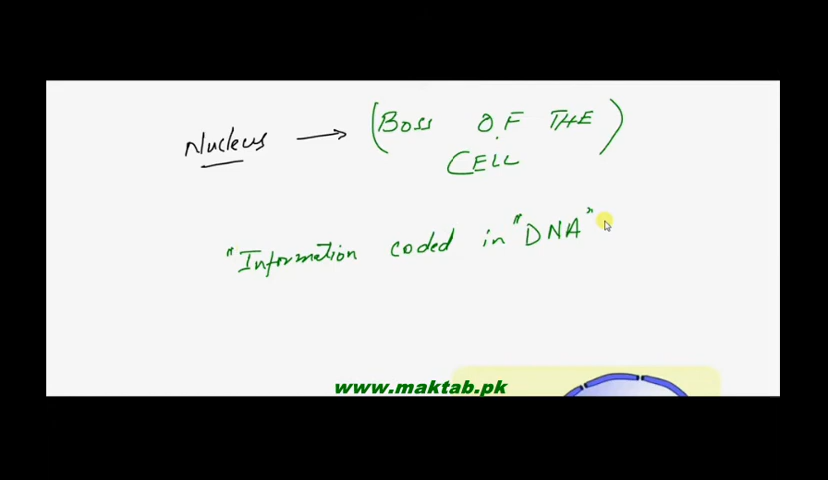 Nucleus → (BOSS OF THE
CELL)
"Information coded in "DNA"
www.maktab.pk